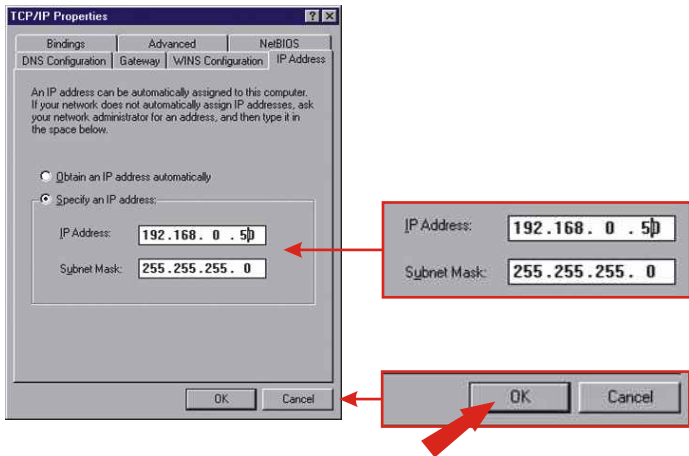 TCP/IP Properties
Bindings Advanced NetBIOS
DNS Configuration Gateway WINS Configuration IP Address
An IP address can be automatically assigned to this computer.
If your network does not automatically assign IP addresses, ask
your network administrator for an address, and then type it in
the space below.
Obtain an IP address automatically
Specify an IP address:
IP Address: 192.168. 0 .50
Subnet Mask: 255.255.255. 0
OK Cancel
IP Address: 192.168. 0 .50
Subnet Mask: 255.255.255. 0
OK Cancel